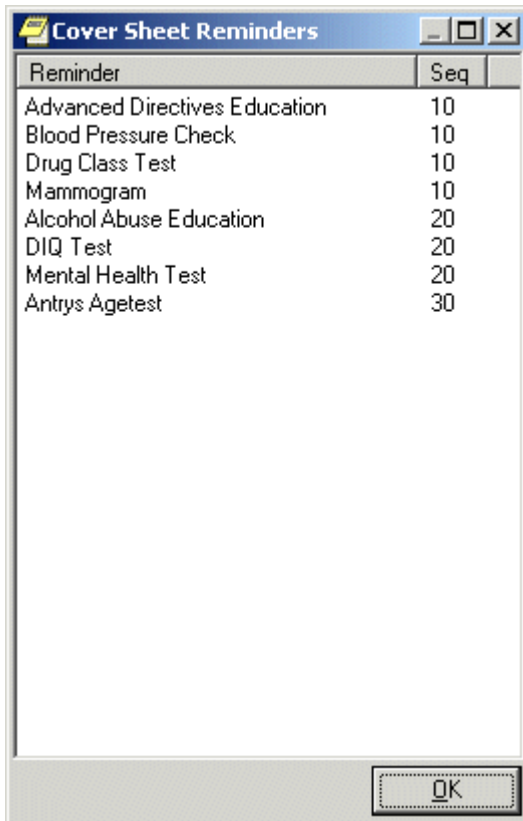 Cover Sheet Reminders
Reminder Seq
Advanced Directives Education 10
Blood Pressure Check 10
Drug Class Test 10
Mammogram 10
Alcohol Abuse Education 20
DIQ Test 20
Mental Health Test 20
Antrys Agetest 30
OK